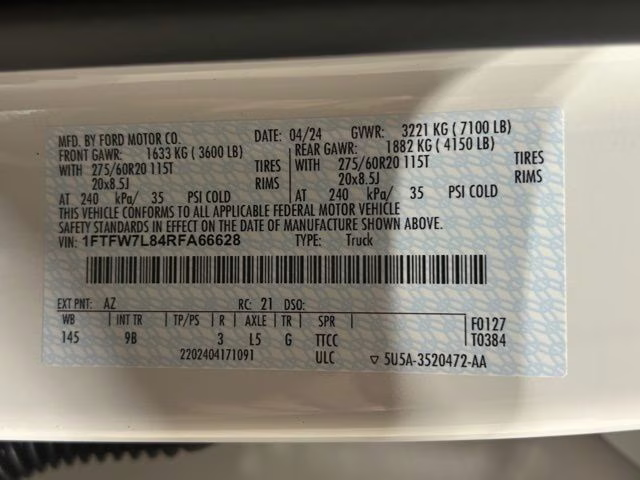 MFD. BY FORD MOTOR CO. DATE: 04/24 GVWR: 3221 KG ( 7100 LB)
FRONT GAWR: 1633 KG ( 3600 LB) REAR GAWR: 1882 KG ( 4150 LB)
WITH 275/60R20 115T TIRES WITH 275/60R20 115T TIRES
20x8.5J RIMS 20x8.5J RIMS
AT 240 kPa/ 35 PSI COLD AT 240 kPa/ 35 PSI COLD
THIS VEHICLE CONFORMS TO ALL APPLICABLE FEDERAL MOTOR VEHICLE
SAFETY STANDARDS IN EFFECT ON THE DATE OF MANUFACTURE SHOWN ABOVE.
VIN: 1FTFW7L84RFA66628 TYPE: Truck
EXT PNT: AZ RC: 21 DSO:
WB INT TR TP/PS R AXLE TR SPR F0127
145 9B 3 L5 G TTCC T0384
2202404171091 ULC ▽ 5U5A-3520472-AA